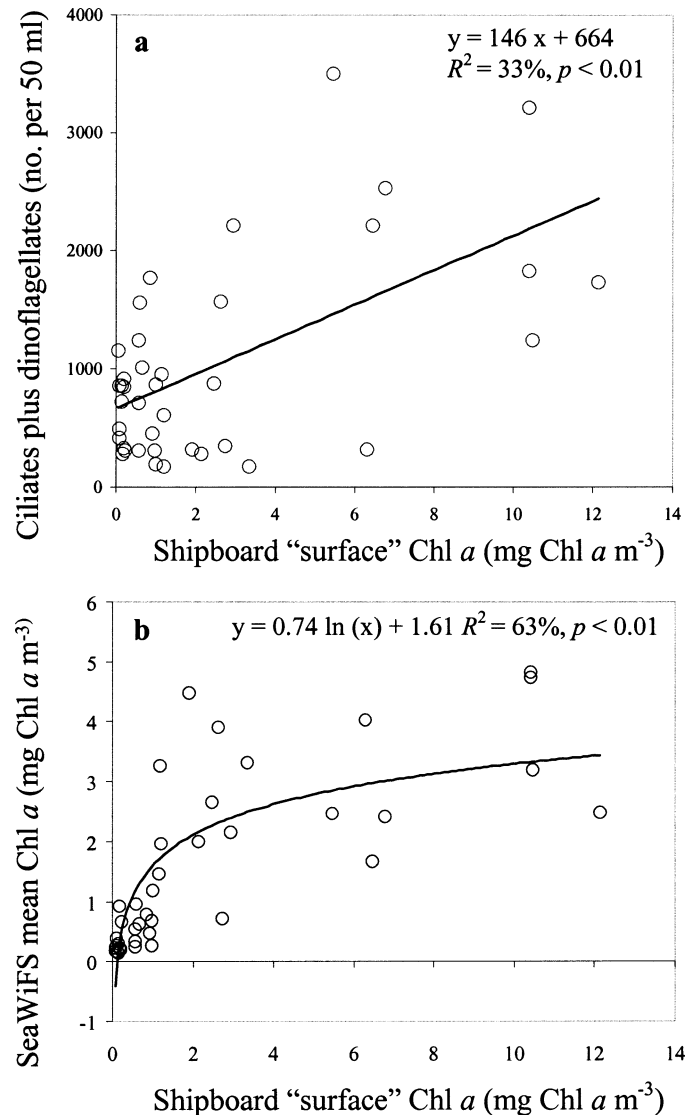 a
y = 146 x + 664
R² = 33%, p < 0.01
Ciliates plus dinoflagellates (no. per 50 ml)
4000
3000
2000
1000
0
0 2 4 6 8 10 12 14
Shipboard “surface” Chl a (mg Chl a m⁻³)
b
y = 0.74 ln (x) + 1.61 R² = 63%, p < 0.01
SeaWiFS mean Chl a (mg Chl a m⁻³)
6
5
4
3
2
1
0
-1
0 2 4 6 8 10 12 14
Shipboard “surface” Chl a (mg Chl a m⁻³)